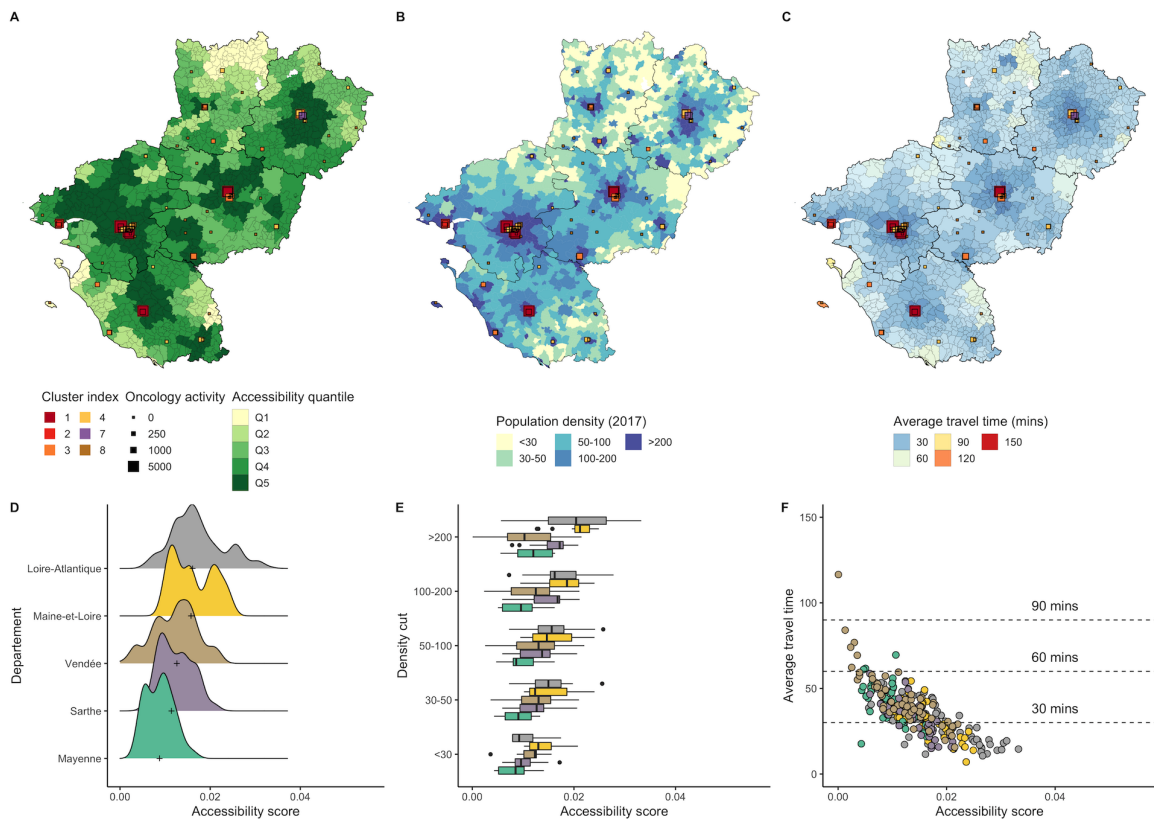 A
B
C
Cluster index
1
4
2
7
3
8
Oncology activity
0
250
1000
5000
Accessibility quantile
Q1
Q2
Q3
Q4
Q5
Population density (2017)
<30
50-100
>200
30-50
100-200
Average travel time (mins)
30
90
150
60
120
D
Departement
Loire-Atlantique
Maine-et-Loire
Vendée
Sarthe
Mayenne
0.00
0.02
0.04
Accessibility score
E
Density cut
>200
100-200
50-100
30-50
<30
0.00
0.02
0.04
Accessibility score
F
Average travel time
150
100
50
0
90 mins
60 mins
30 mins
0.00
0.02
0.04
Accessibility score